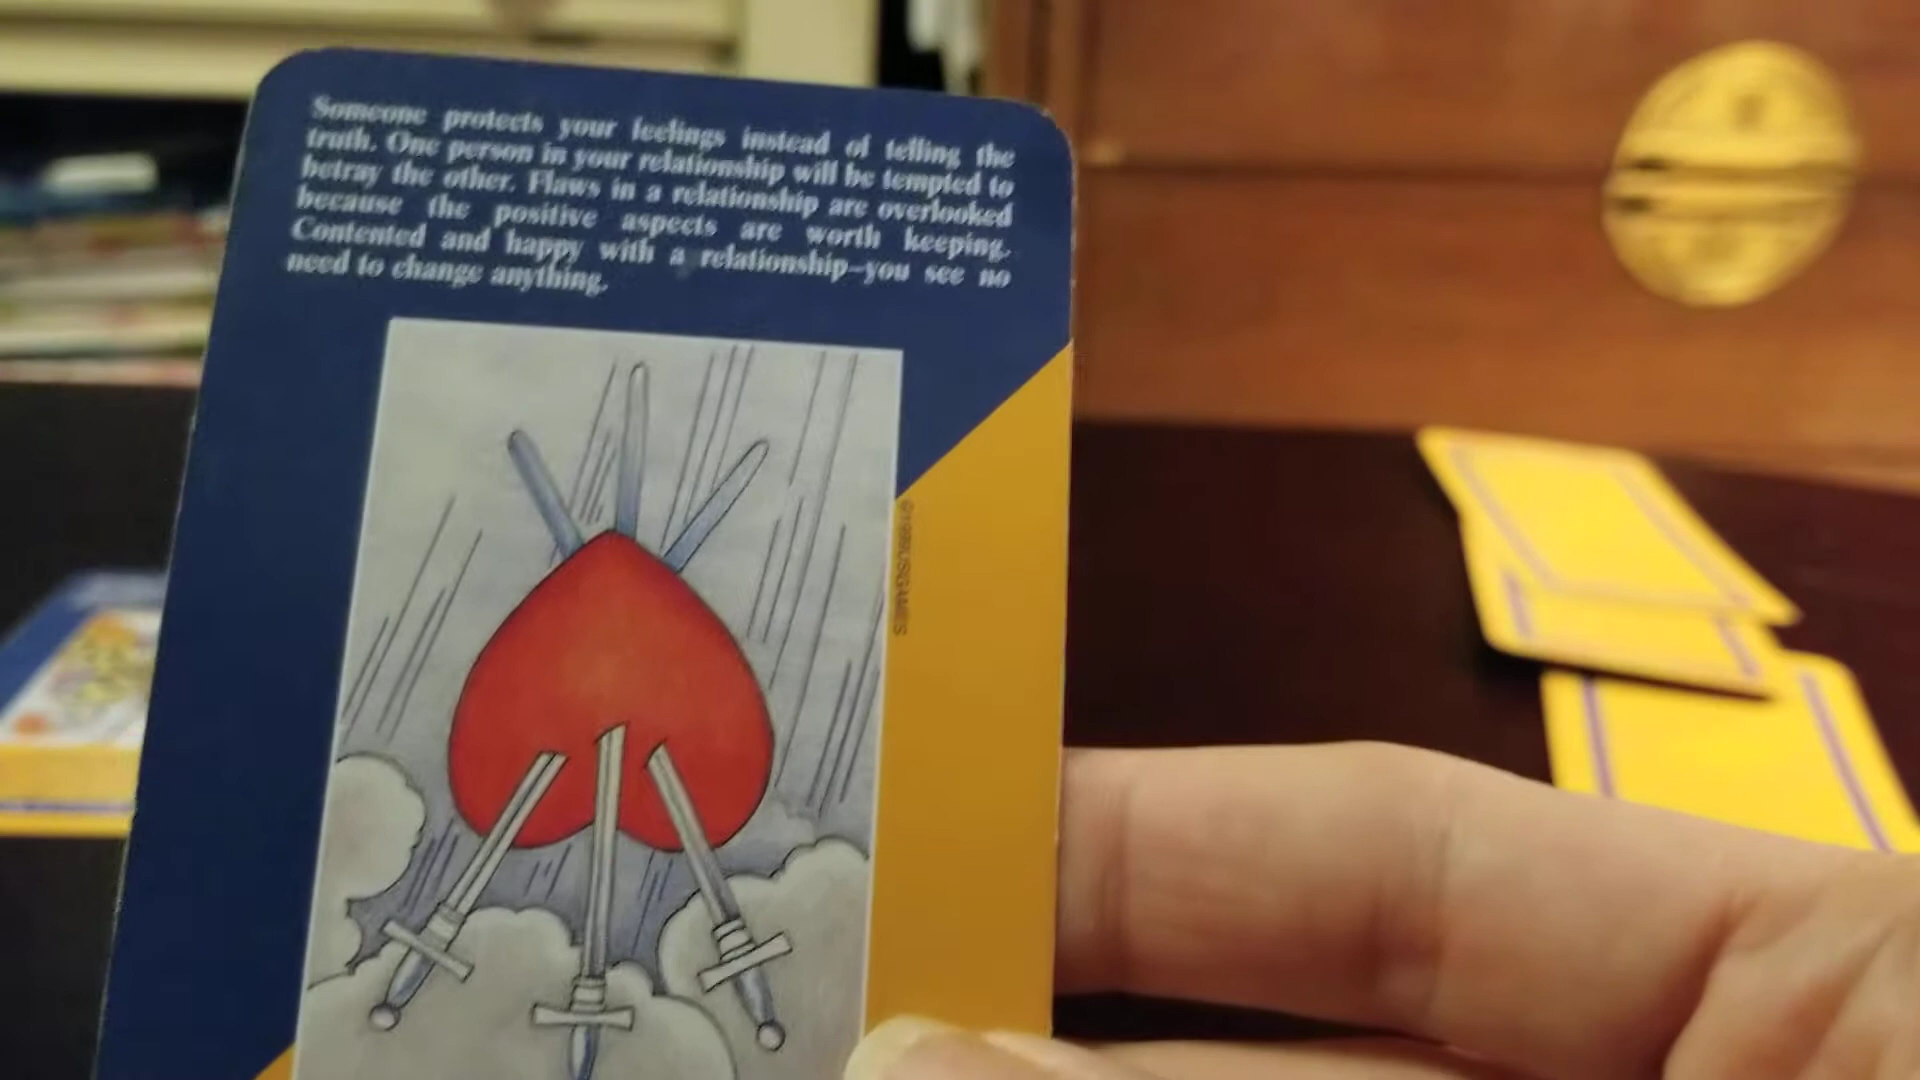 Someone protects your feelings instead of telling the
truth. One person in your relationship will be tempted to
betray the other. Flaws in a relationship are overlooked
because the positive aspects are worth keeping.
Contented and happy with a relationship–you see no
need to change anything.